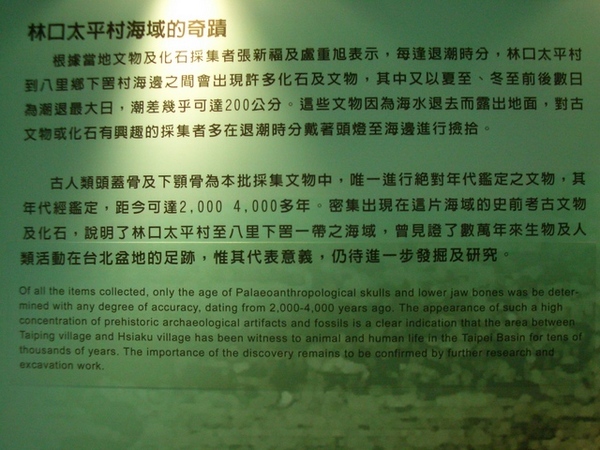 林口太平村海域的奇蹟
根據當地文物及化石採集者張新福及盧重旭表示，每逢退潮時分，林口太平村
到八里鄉下罟村海邊之間會出現許多化石及文物，其中又以夏至、冬至前後數日
為潮退最大日，潮差幾乎可達200公分。這些文物因為海水退去而露出地面，對古
文物或化石有興趣的採集者多在退潮時分戴著頭燈至海邊進行撿拾。
古人類頭蓋骨及下顎骨為本批採集文物中，唯一進行絕對年代鑑定之文物，其
年代經鑑定，距今可達2,000 4,000多年。密集出現在這片海域的史前考古文物
及化石，說明了林口太平村至八里下罟一帶之海域，曾見證了數萬年來生物及人
類活動在台北盆地的足跡，惟其代表意義，仍待進一步發掘及研究。
Of all the items collected, only the age of Palaeoanthropological skulls and lower jaw bones was be deter-
mined with any degree of accuracy, dating from 2,000-4,000 years ago. The appearance of such a high
concentration of prehistoric archaeological artifacts and fossils is a clear indication that the area between
Taiping village and Hsiaku village has been witness to animal and human life in the Taipei Basin for tens of
thousands of years. The importance of the discovery remains to be confirmed by further research and
excavation work.